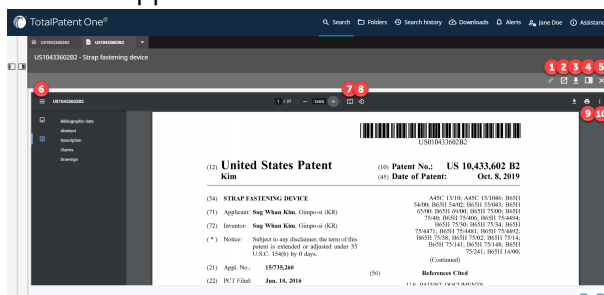 TotalPatent One®
Search Folders Search history Downloads Alerts Jane Doe Assistanc
US10433602B2 US10433602B2
US10433602B2 - Strap fastening device
1 2 3 4 5
6 7 8
US10433602B2 1 / 27 − 164% +
9 10
Bibliographic data
Abstract
Description
Claims
Drawings
US010433602B2
(12) United States Patent
Kim
(10) Patent No.: US 10,433,602 B2
(45) Date of Patent: Oct. 8, 2019
(54) STRAP FASTENING DEVICE
(71) Applicant: Sug Whan Kim, Gimpo-si (KR)
(72) Inventor: Sug Whan Kim, Gimpo-si (KR)
( * ) Notice: Subject to any disclaimer, the term of this
patent is extended or adjusted under 35
U.S.C. 154(b) by 0 days.
(21) Appl. No.: 15/735,260
(22) PCT Filed: Jun. 10, 2016
A45C 13/10; A45C 13/1046; B65H
54/00; B65H 54/02; B65H 55/043; B65H
65/00; B65H 69/00; B65H 75/00; B65H
75/40; B65H 75/406; B65H 75/4494;
B65H 75/30; B65H 75/34; B65H
75/4471; B65H 75/4481; B65H 75/4492;
B65H 75/38; B65H 75/02; B65H 75/14;
B65H 75/141; B65H 75/148; B65H
75/241; B65H 16/00;
(Continued)
(56) References Cited
U.S. PATENT DOCUMENTS